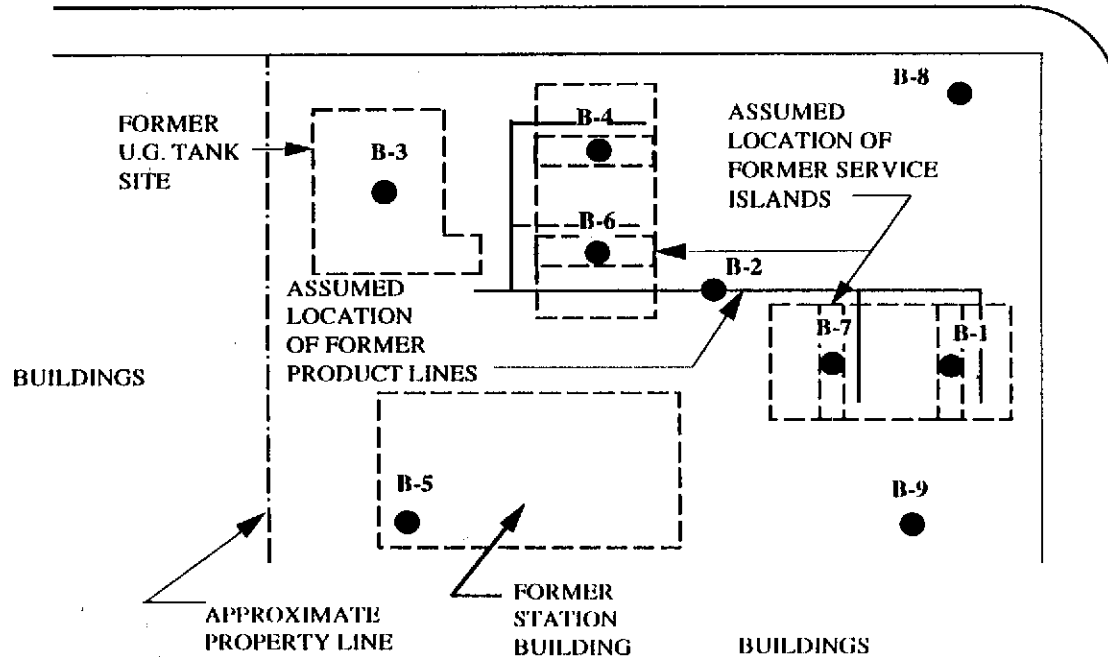 B-8
FORMER
U.G. TANK
SITE
B-3
B-4
ASSUMED
LOCATION OF
FORMER SERVICE
ISLANDS
B-6
B-2
ASSUMED
LOCATION
OF FORMER
PRODUCT LINES
B-7
B-1
BUILDINGS
B-5
B-9
APPROXIMATE
PROPERTY LINE
FORMER
STATION
BUILDING
BUILDINGS